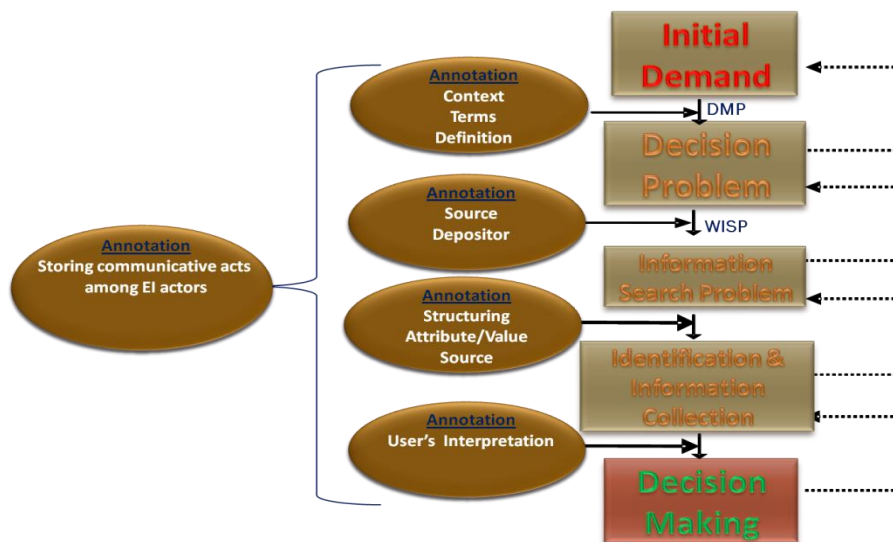 Annotation
Storing communicative acts
among EI actors
Annotation
Context
Terms
Definition
Annotation
Source
Depositor
Annotation
Structuring
Attribute/Value
Source
Annotation
User's Interpretation
Initial
Demand
DMP
Decision
Problem
WISP
Information
Search Problem
Identification &
Information
Collection
Decision
Making